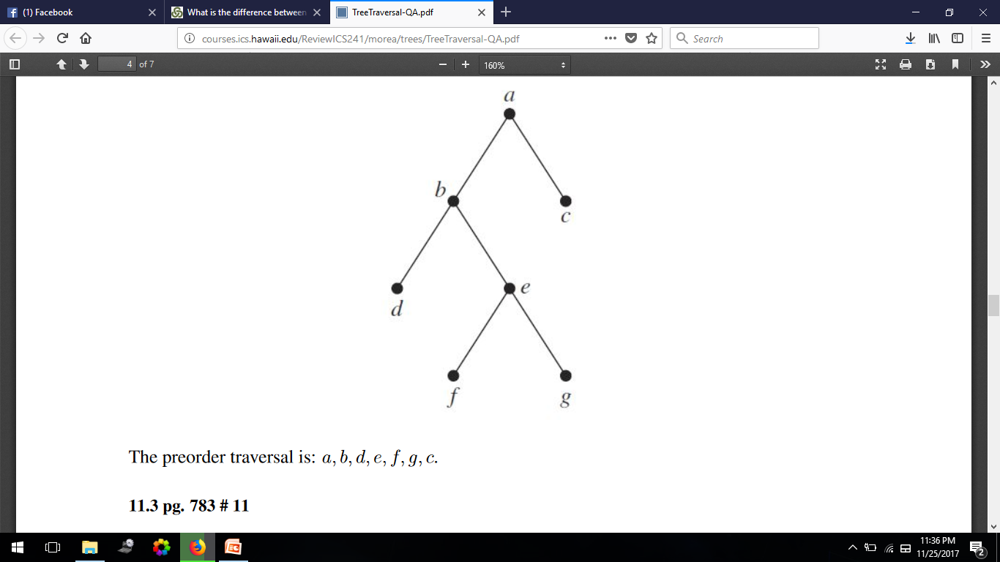 (1) Facebook
What is the difference between
TreeTraversal-QA.pdf
courses.ics.hawaii.edu/ReviewICS241/morea/trees/TreeTraversal-QA.pdf
Search
4 of 7
160%
a
b
c
d
e
f
g
The preorder traversal is: a, b, d, e, f, g, c.
11.3 pg. 783 # 11
11:36 PM
11/25/2017
2